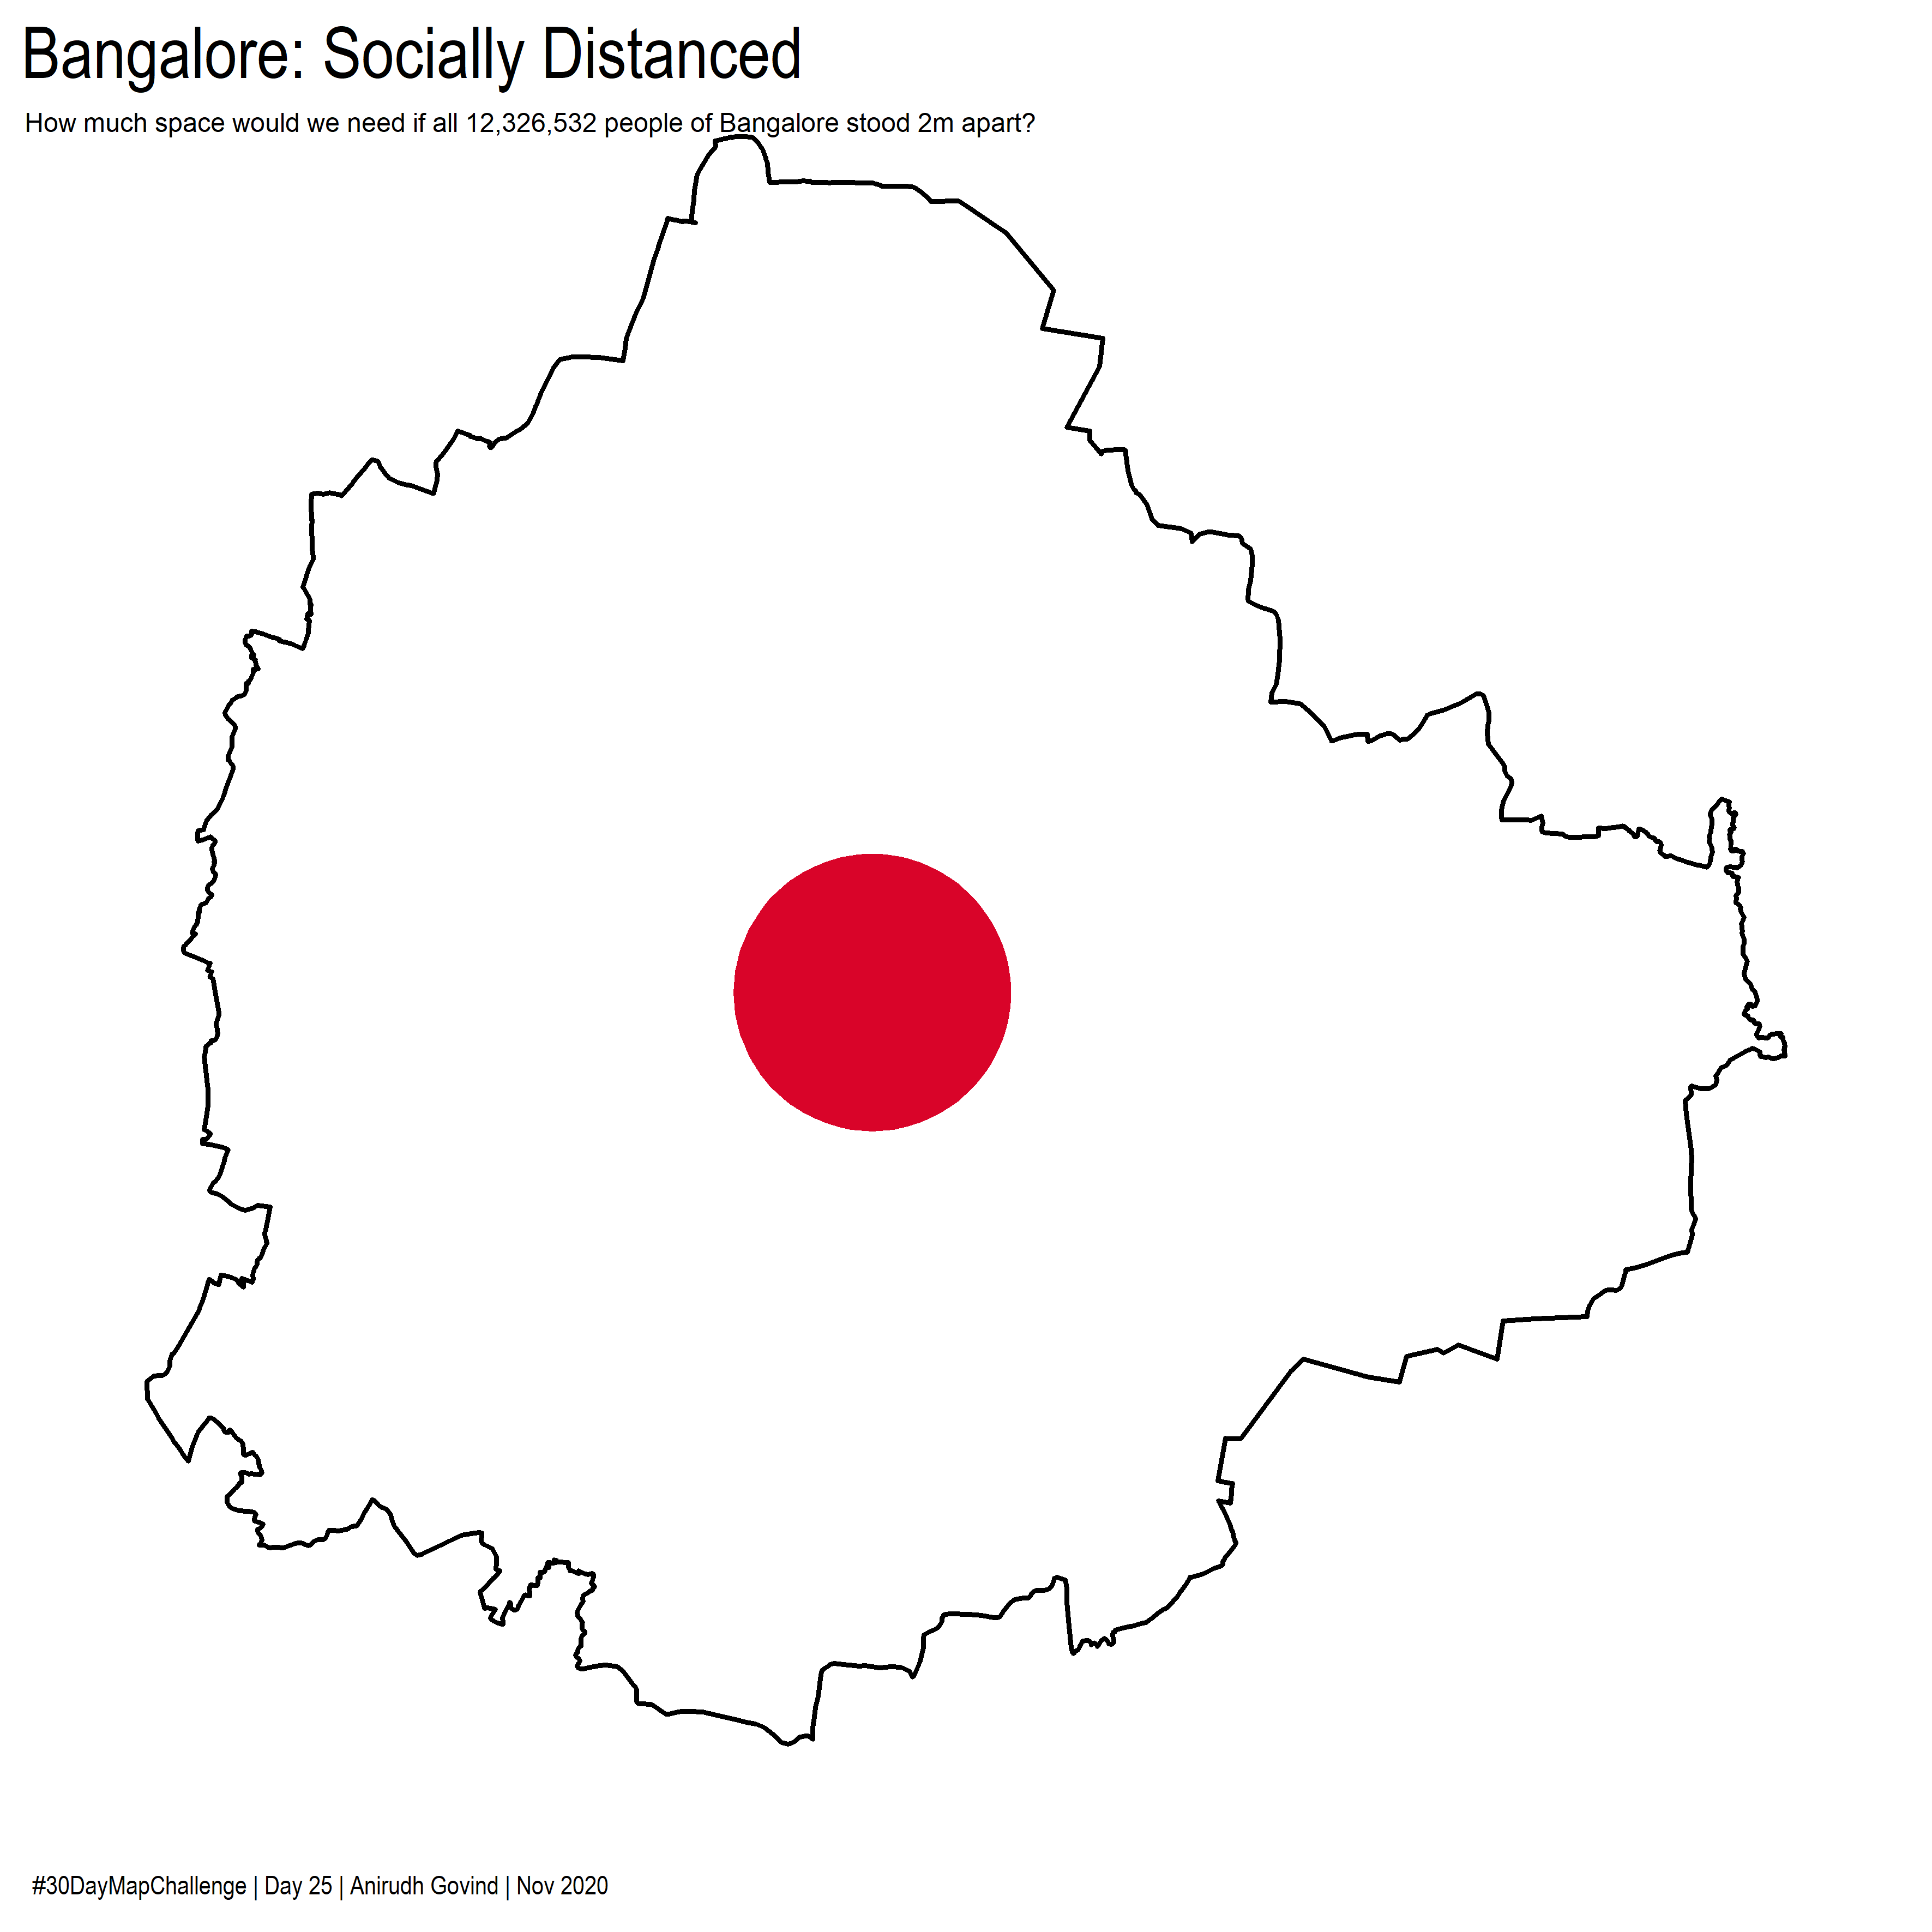 Bangalore: Socially Distanced
How much space would we need if all 12,326,532 people of Bangalore stood 2m apart?
#30DayMapChallenge | Day 25 | Anirudh Govind | Nov 2020